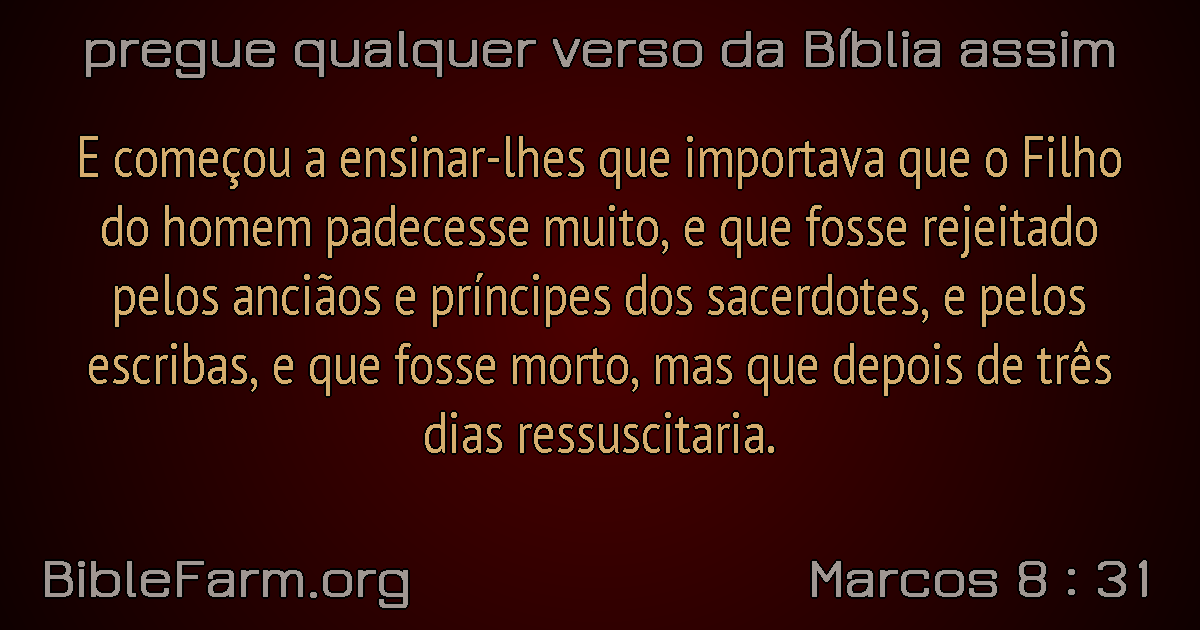 pregue qualquer verso da Bíblia assim
E começou a ensinar-lhes que importava que o Filho
do homem padecesse muito, e que fosse rejeitado
pelos anciãos e príncipes dos sacerdotes, e pelos
escribas, e que fosse morto, mas que depois de três
dias ressuscitaria.
BibleFarm.org
Marcos 8 : 31